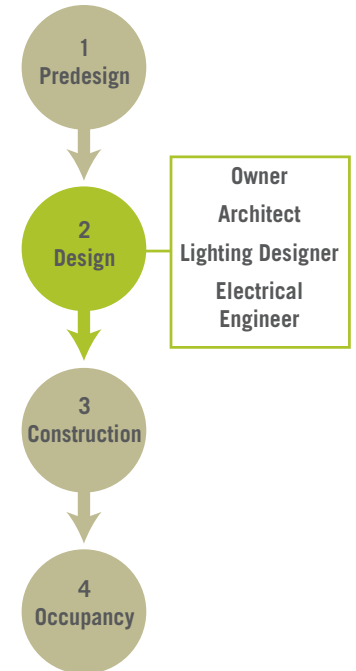 1
Predesign
2
Design
Owner
Architect
Lighting Designer
Electrical
Engineer
3
Construction
4
Occupancy